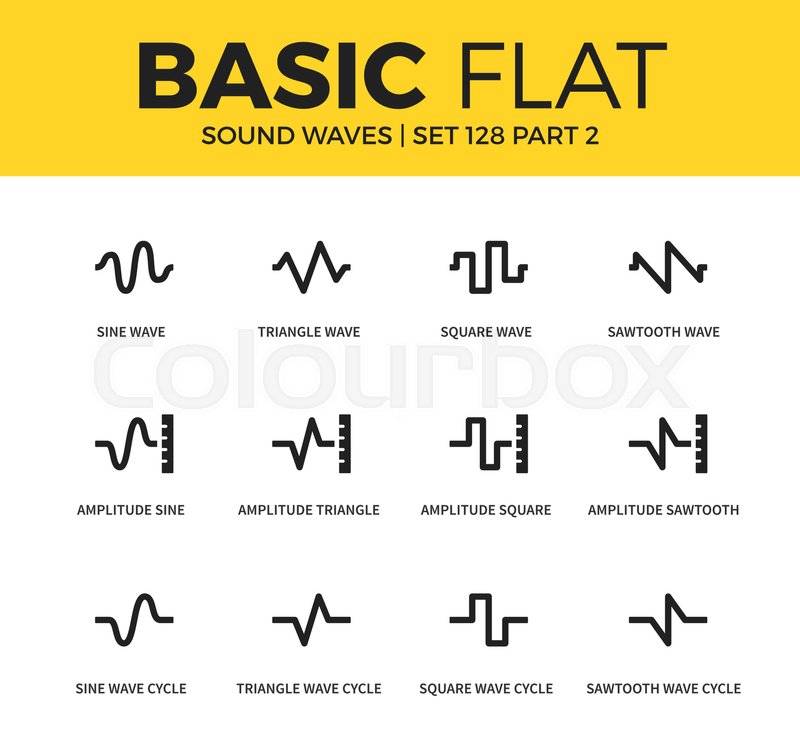 BASIC FLAT
SOUND WAVES | SET 128 PART 2
SINE WAVE
TRIANGLE WAVE
SQUARE WAVE
SAWTOOTH WAVE
Colourbox
AMPLITUDE SINE
AMPLITUDE TRIANGLE
AMPLITUDE SQUARE
AMPLITUDE SAWTOOTH
SINE WAVE CYCLE
TRIANGLE WAVE CYCLE
SQUARE WAVE CYCLE
SAWTOOTH WAVE CYCLE